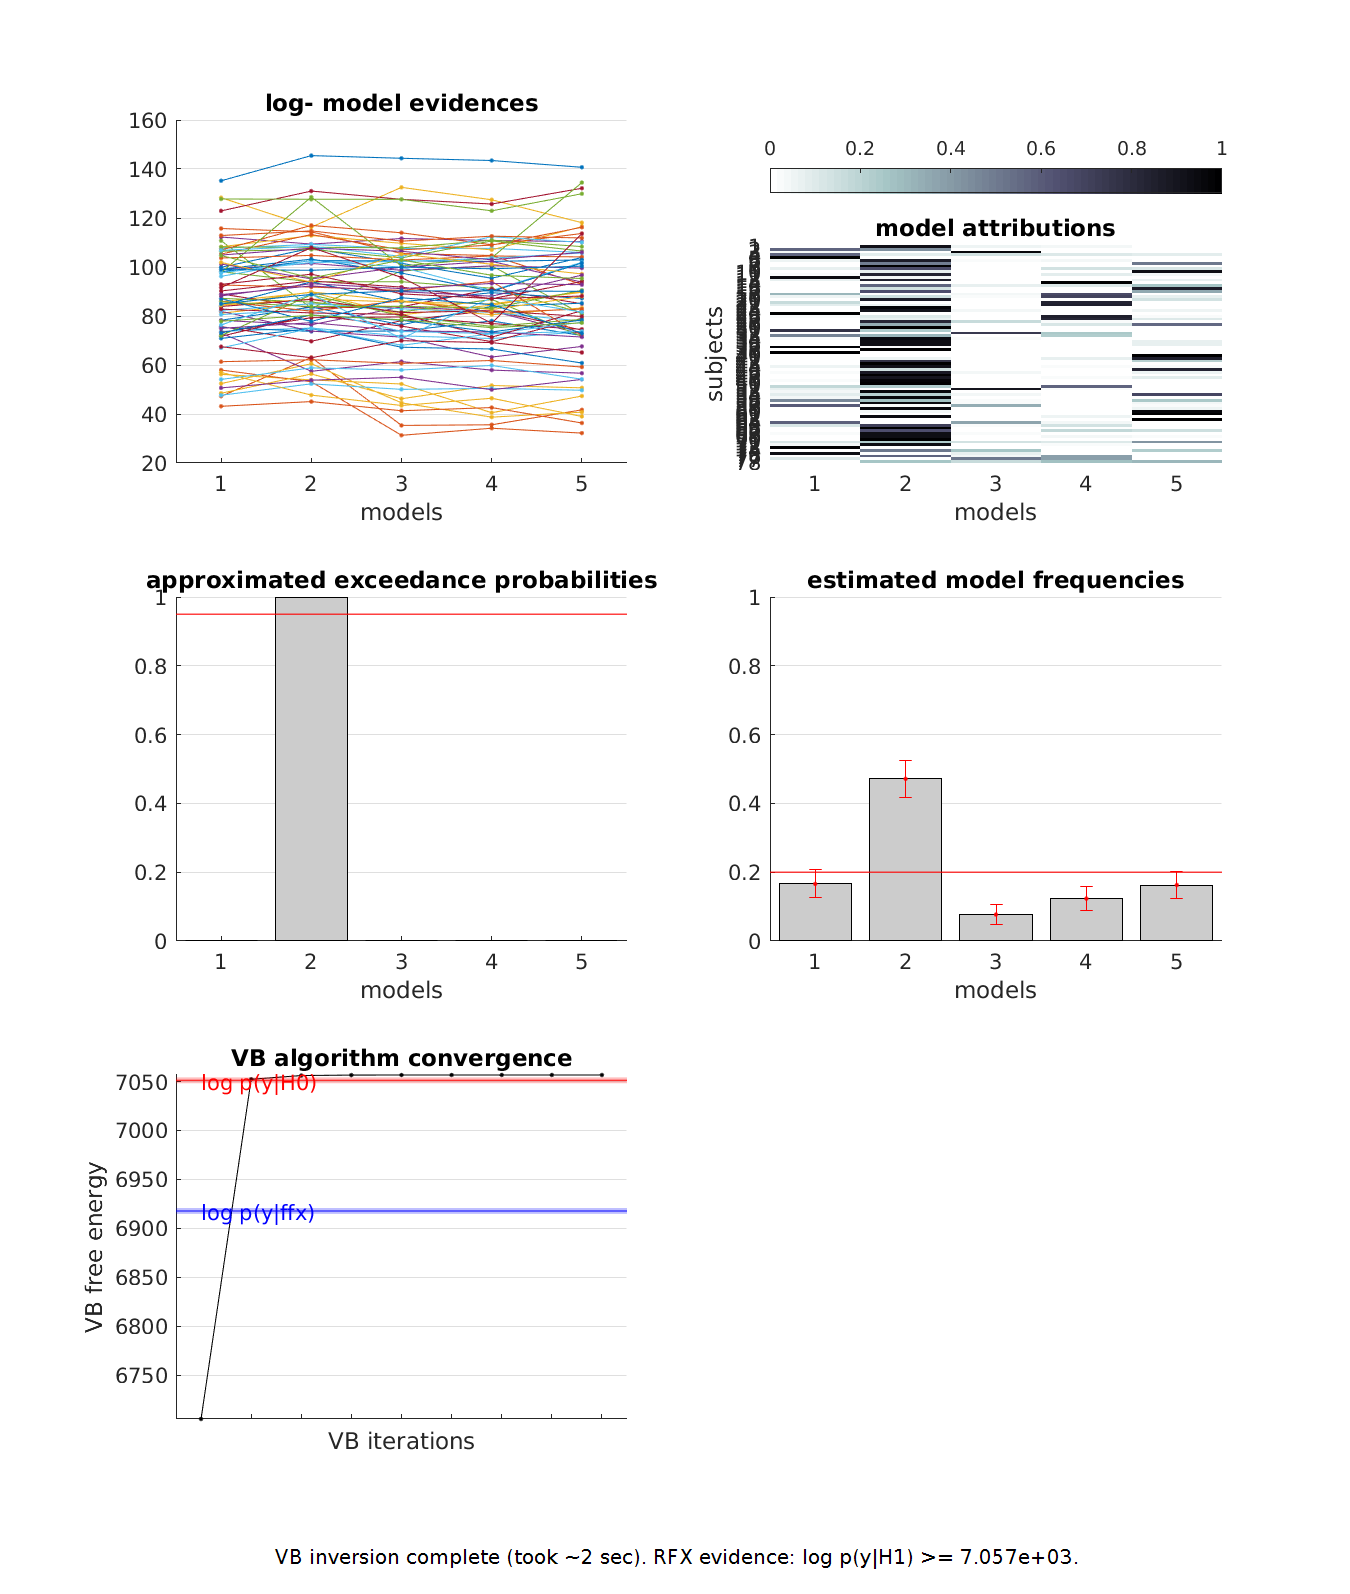 log- model evidences
160
140
120
100
80
60
40
20
1 2 3 4 5
models
0 0.2 0.4 0.6 0.8 1
model attributions
subjects
1 2 3 4 5
models
approximated exceedance probabilities
1
0.8
0.6
0.4
0.2
0
1 2 3 4 5
models
estimated model frequencies
1
0.8
0.6
0.4
0.2
0
1 2 3 4 5
models
VB algorithm convergence
7050
7000
6950
6900
6850
6800
6750
VB free energy
log p(y|H0)
log p(y|ffx)
VB iterations
VB inversion complete (took ~2 sec). RFX evidence: log p(y|H1) >= 7.057e+03.